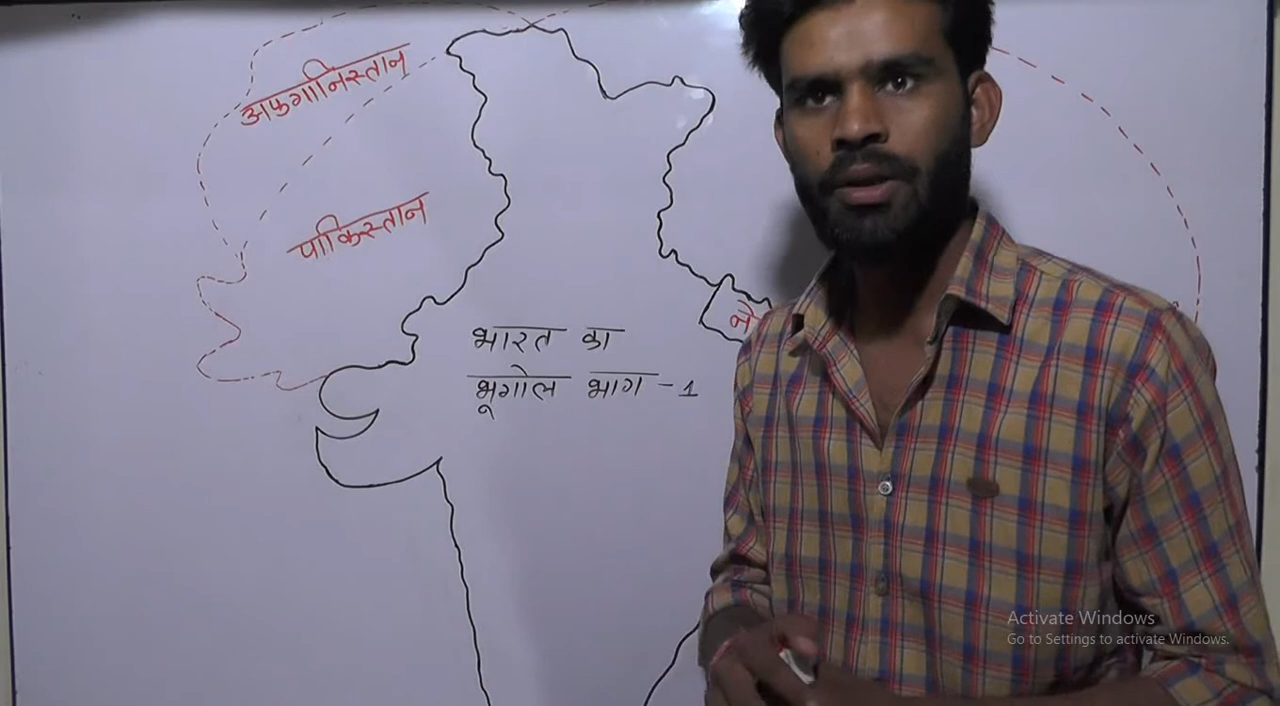 अफगानिस्तान
पाकिस्तान
भारत का
भूगोल भाग - 1
Activate Windows
Go to Settings to activate Windows.